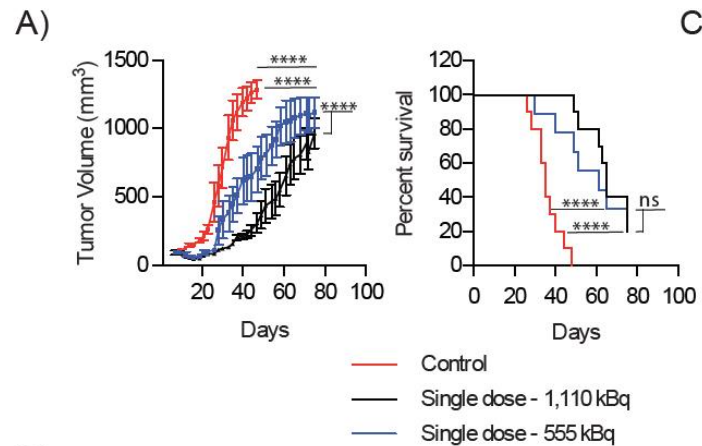 A)
C
Tumor Volume (mm³)
1500
1000
500
0
20 40 60 80 100
Days
****
****
****
Percent survival
120
100
80
60
40
20
0
0 20 40 60 80 100
Days
****
****
ns
Control
Single dose - 1,110 kBq
Single dose - 555 kBq